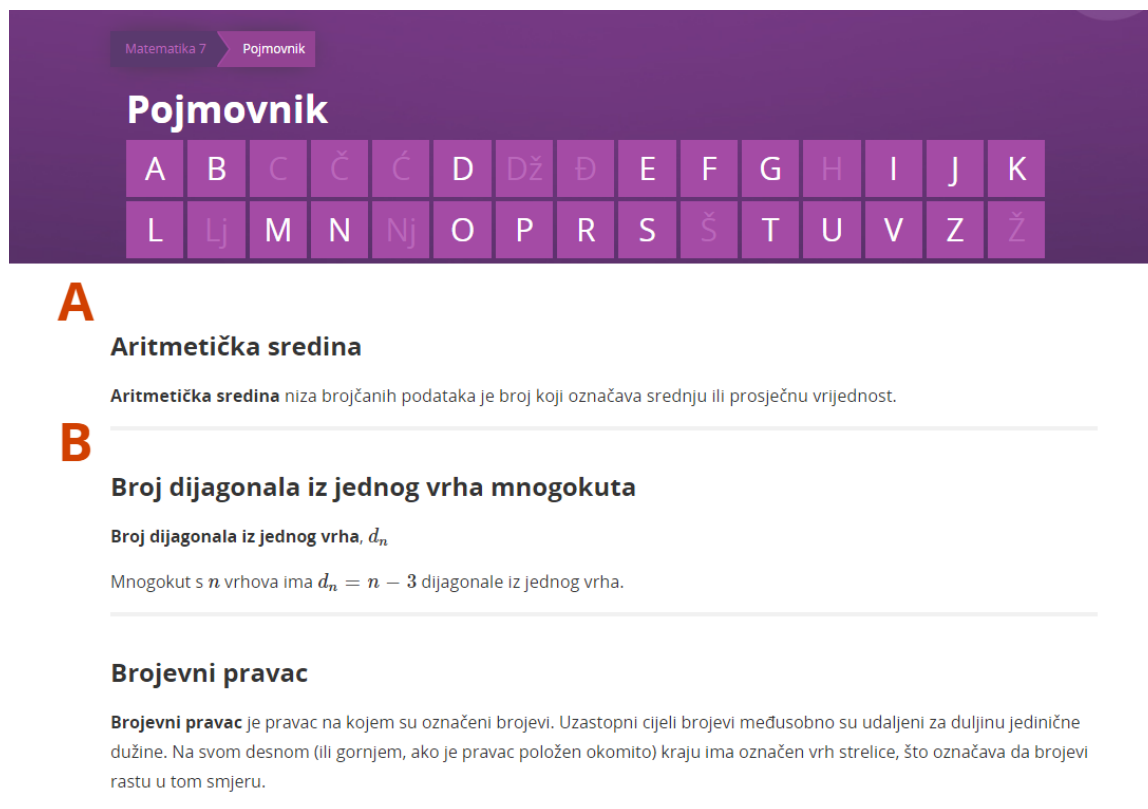 Matematika 7 Pojmovnik
Pojmovnik
A B C Č Ć D Dž Đ E F G H I J K
L Lj M N Nj O P R S Š T U V Z Ž
A
Aritmetička sredina
Aritmetička sredina niza brojčanih podataka je broj koji označava srednju ili prosječnu vrijednost.
B
Broj dijagonala iz jednog vrha mnogokuta
Broj dijagonala iz jednog vrha, dₙ
Mnogokut s n vrhova ima dₙ = n − 3 dijagonale iz jednog vrha.
Brojevni pravac
Brojevni pravac je pravac na kojem su označeni brojevi. Uzastopni cijeli brojevi međusobno su udaljeni za duljinu jedinične
dužine. Na svom desnom (ili gornjem, ako je pravac položen okomito) kraju ima označen vrh strelice, što označava da brojevi
rastu u tom smjeru.